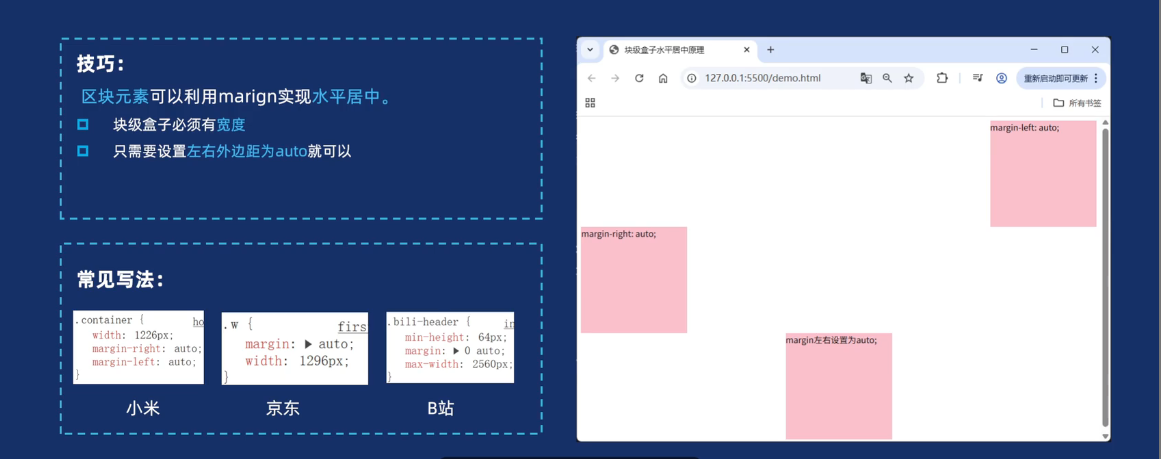 技巧：
区块元素可以利用marign实现水平居中。
块级盒子必须有宽度
只需要设置左右外边距为auto就可以
常见写法：
.container {
ho
width: 1226px;
margin-right: auto;
margin-left: auto;
}
小米
.w {
firs
margin: ▶ auto;
width: 1296px;
}
京东
.bili-header {
in
min-height: 64px;
margin: ▶ 0 auto;
max-width: 2560px;
}
B站
块级盒子水平居中原理
127.0.0.1:5500/demo.html
重新启动即可更新
所有书签
margin-left: auto;
margin-right: auto;
margin左右设置为auto;